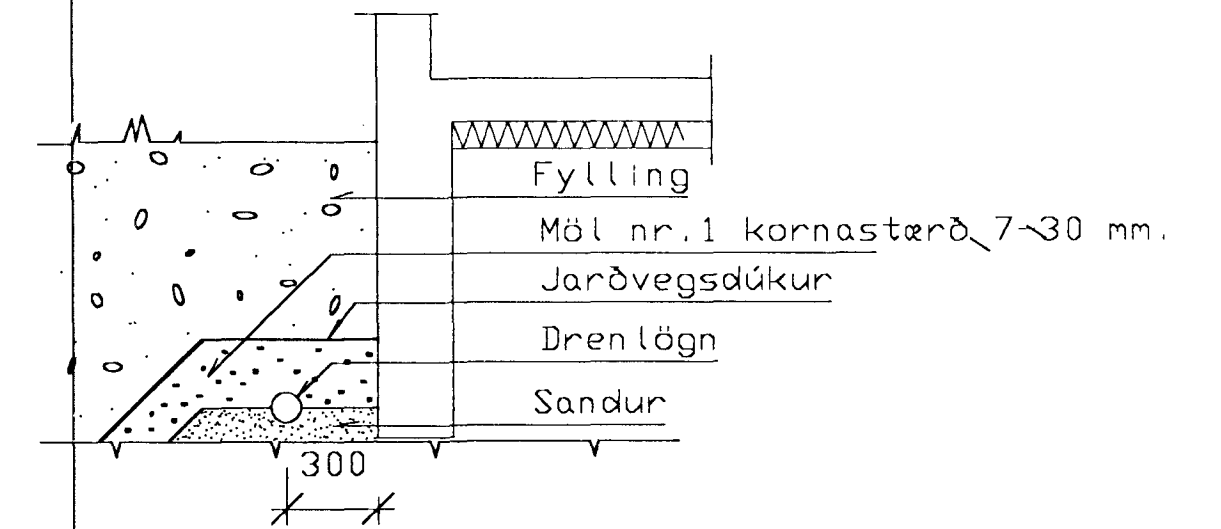 Fylling
Möl nr.1 kornastærð 7-30 mm.
Jarðvegsdúkur
Drenlögn
Sandur
300